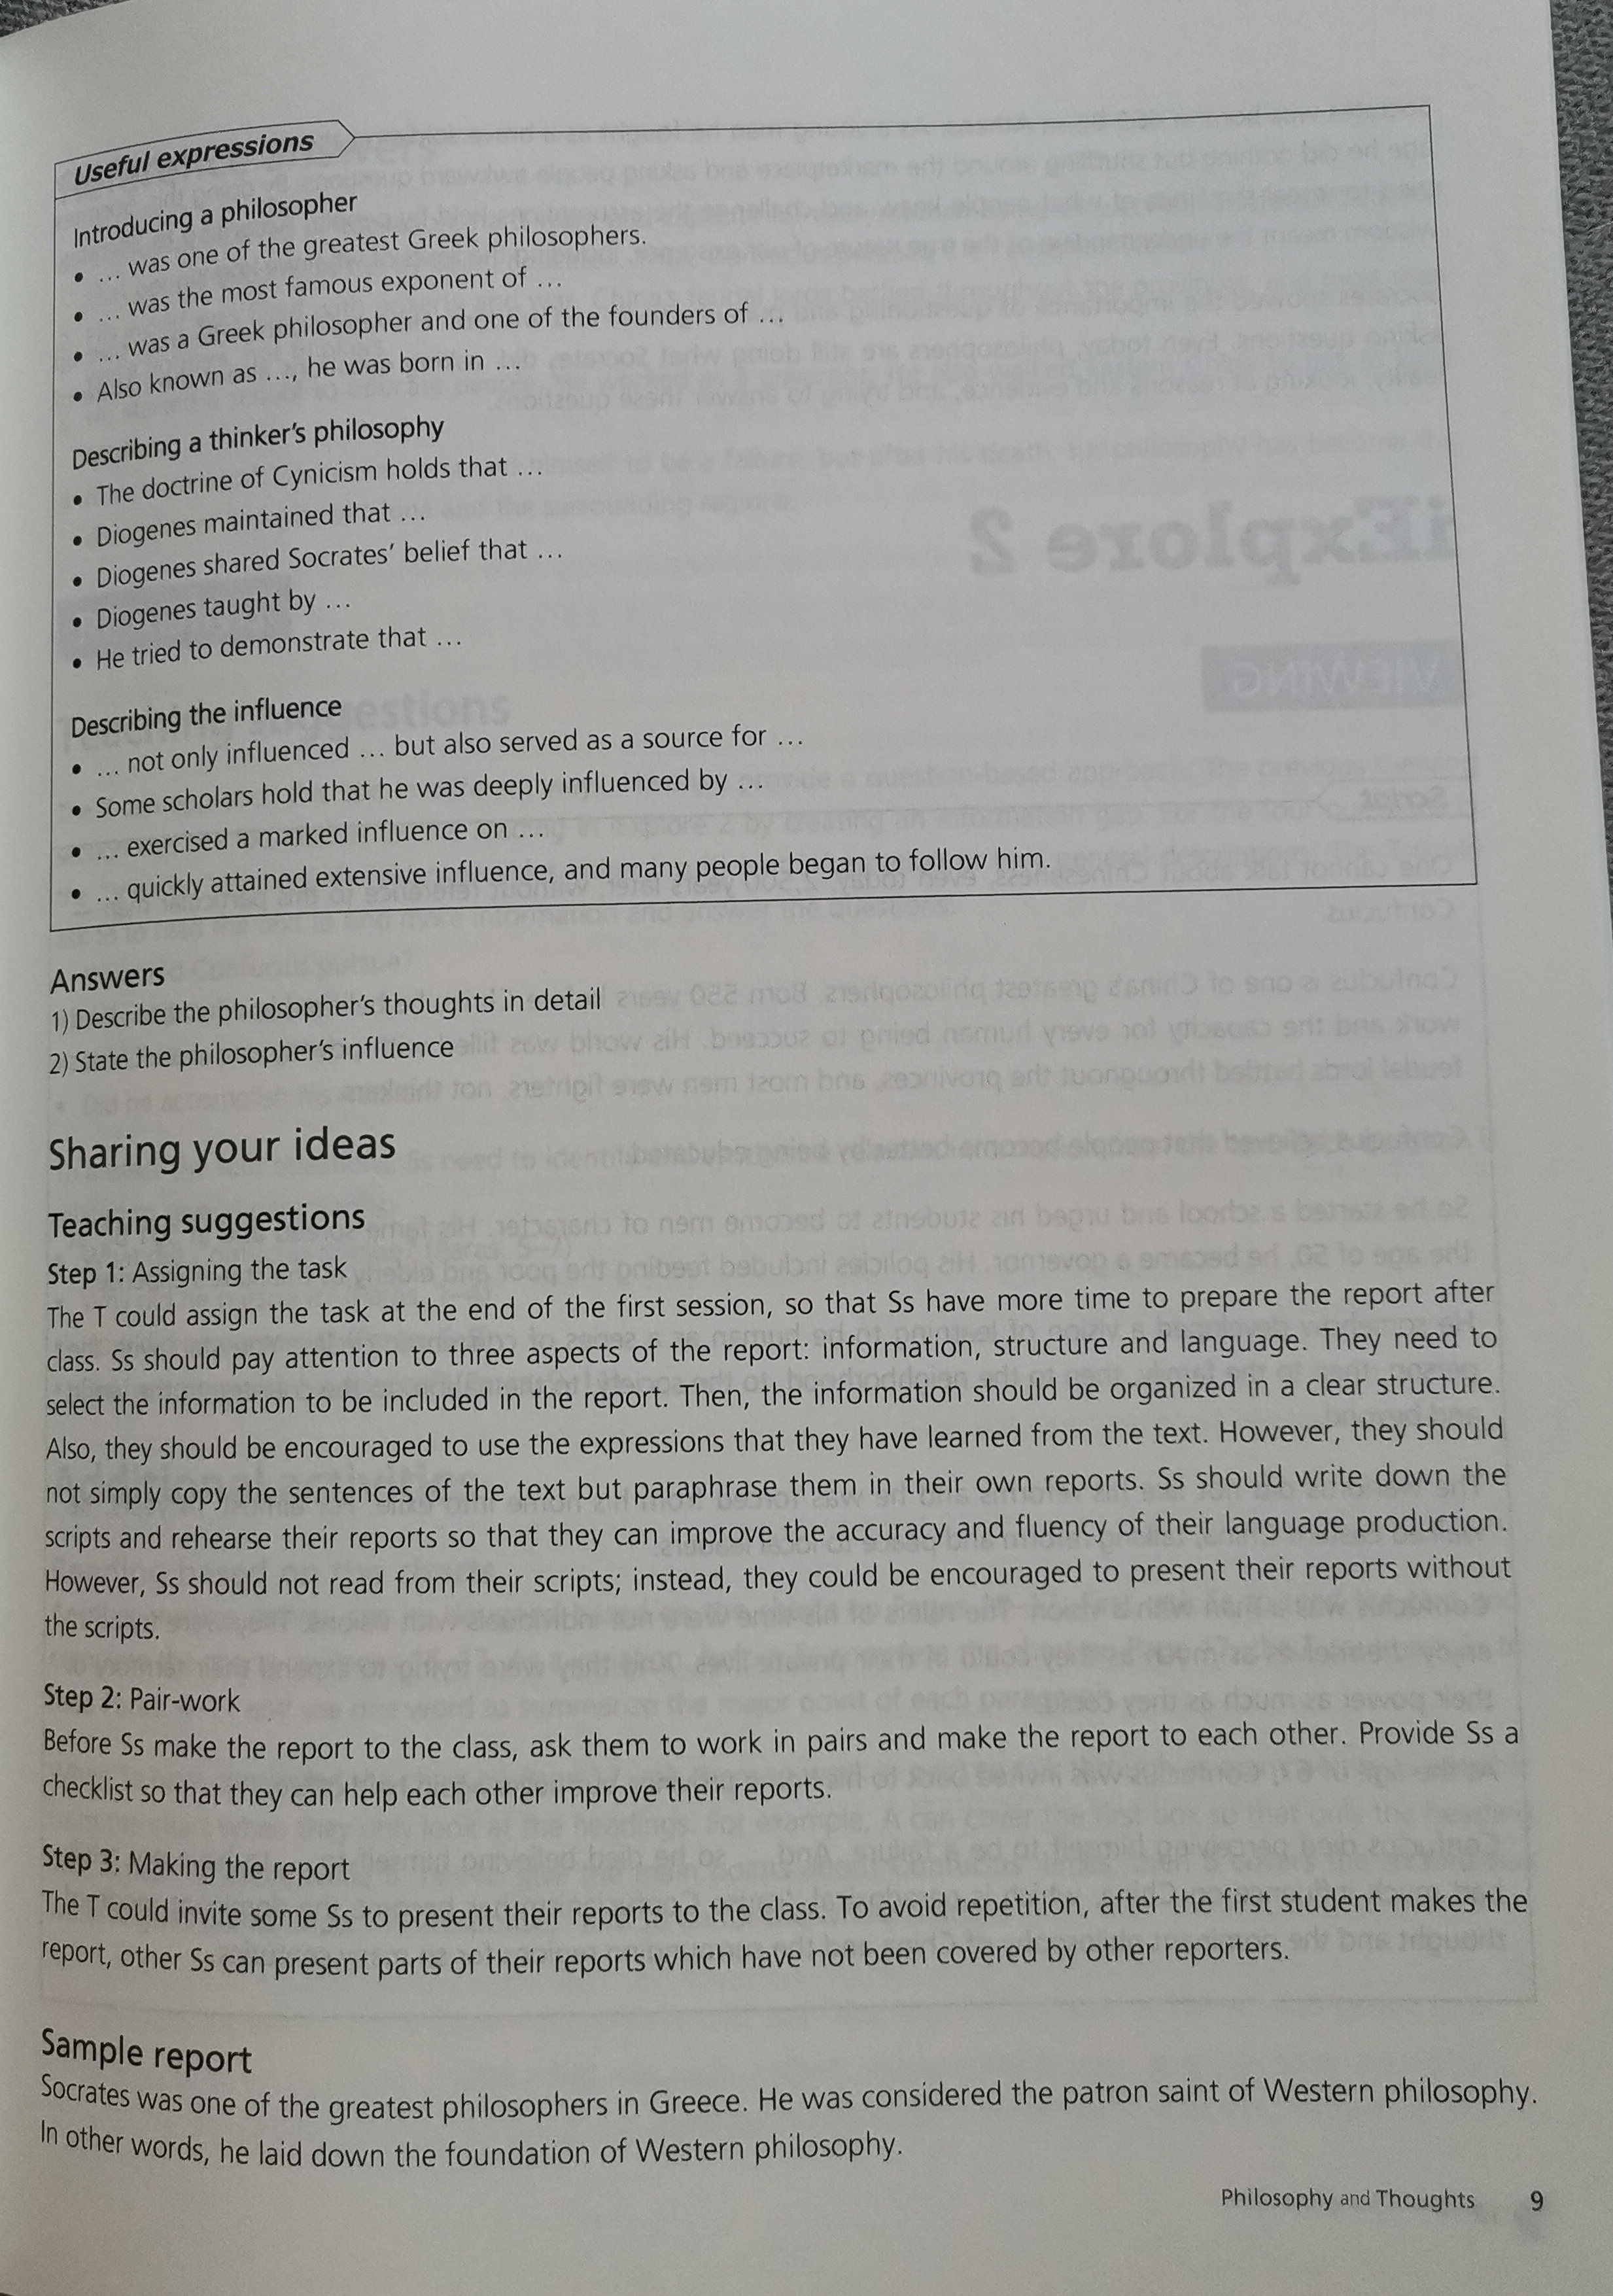 Useful expressions
Introducing a philosopher
• ... was one of the greatest Greek philosophers.
• ... was the most famous exponent of ...
• ... was a Greek philosopher and one of the founders of ...
• Also known as ..., he was born in ...
Describing a thinker's philosophy
• The doctrine of Cynicism holds that ...
• Diogenes maintained that ...
• Diogenes shared Socrates' belief that ...
• Diogenes taught by ...
• He tried to demonstrate that ...
Describing the influence
• ... not only influenced ... but also served as a source for ...
• Some scholars hold that he was deeply influenced by ...
• ... exercised a marked influence on ...
• ... quickly attained extensive influence, and many people began to follow him.
Answers
1) Describe the philosopher's thoughts in detail
2) State the philosopher's influence
Sharing your ideas
Teaching suggestions
Step 1: Assigning the task
The T could assign the task at the end of the first session, so that Ss have more time to prepare the report after
class. Ss should pay attention to three aspects of the report: information, structure and language. They need to
select the information to be included in the report. Then, the information should be organized in a clear structure.
Also, they should be encouraged to use the expressions that they have learned from the text. However, they should
not simply copy the sentences of the text but paraphrase them in their own reports. Ss should write down the
scripts and rehearse their reports so that they can improve the accuracy and fluency of their language production.
However, Ss should not read from their scripts; instead, they could be encouraged to present their reports without
the scripts.
Step 2: Pair-work
Before Ss make the report to the class, ask them to work in pairs and make the report to each other. Provide Ss a
checklist so that they can help each other improve their reports.
Step 3: Making the report
The T could invite some Ss to present their reports to the class. To avoid repetition, after the first student makes the
report, other Ss can present parts of their reports which have not been covered by other reporters.
Sample report
Socrates was one of the greatest philosophers in Greece. He was considered the patron saint of Western philosophy.
In other words, he laid down the foundation of Western philosophy.
Philosophy and Thoughts 9